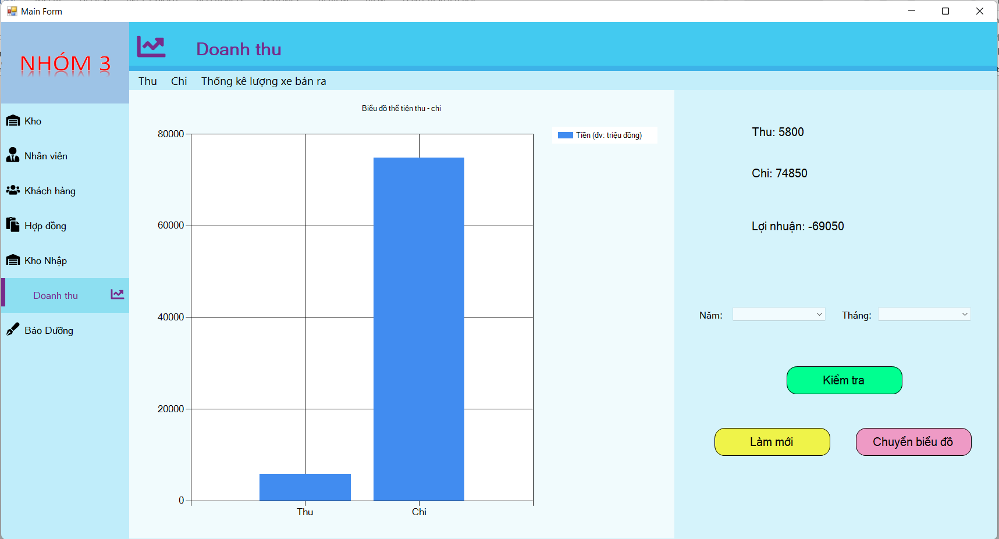 Main Form
NHÓM 3
Doanh thu
Thu Chi Thống kê lượng xe bán ra
Kho
Nhân viên
Khách hàng
Hợp đồng
Kho Nhập
Doanh thu
Bảo Dưỡng
Biểu đồ thể tiện thu - chi
Tiền (đv: triệu đồng)
80000
60000
40000
20000
0
Thu Chi
Thu: 5800
Chi: 74850
Lợi nhuận: -69050
Năm: Tháng:
Kiểm tra
Làm mới Chuyển biểu đồ